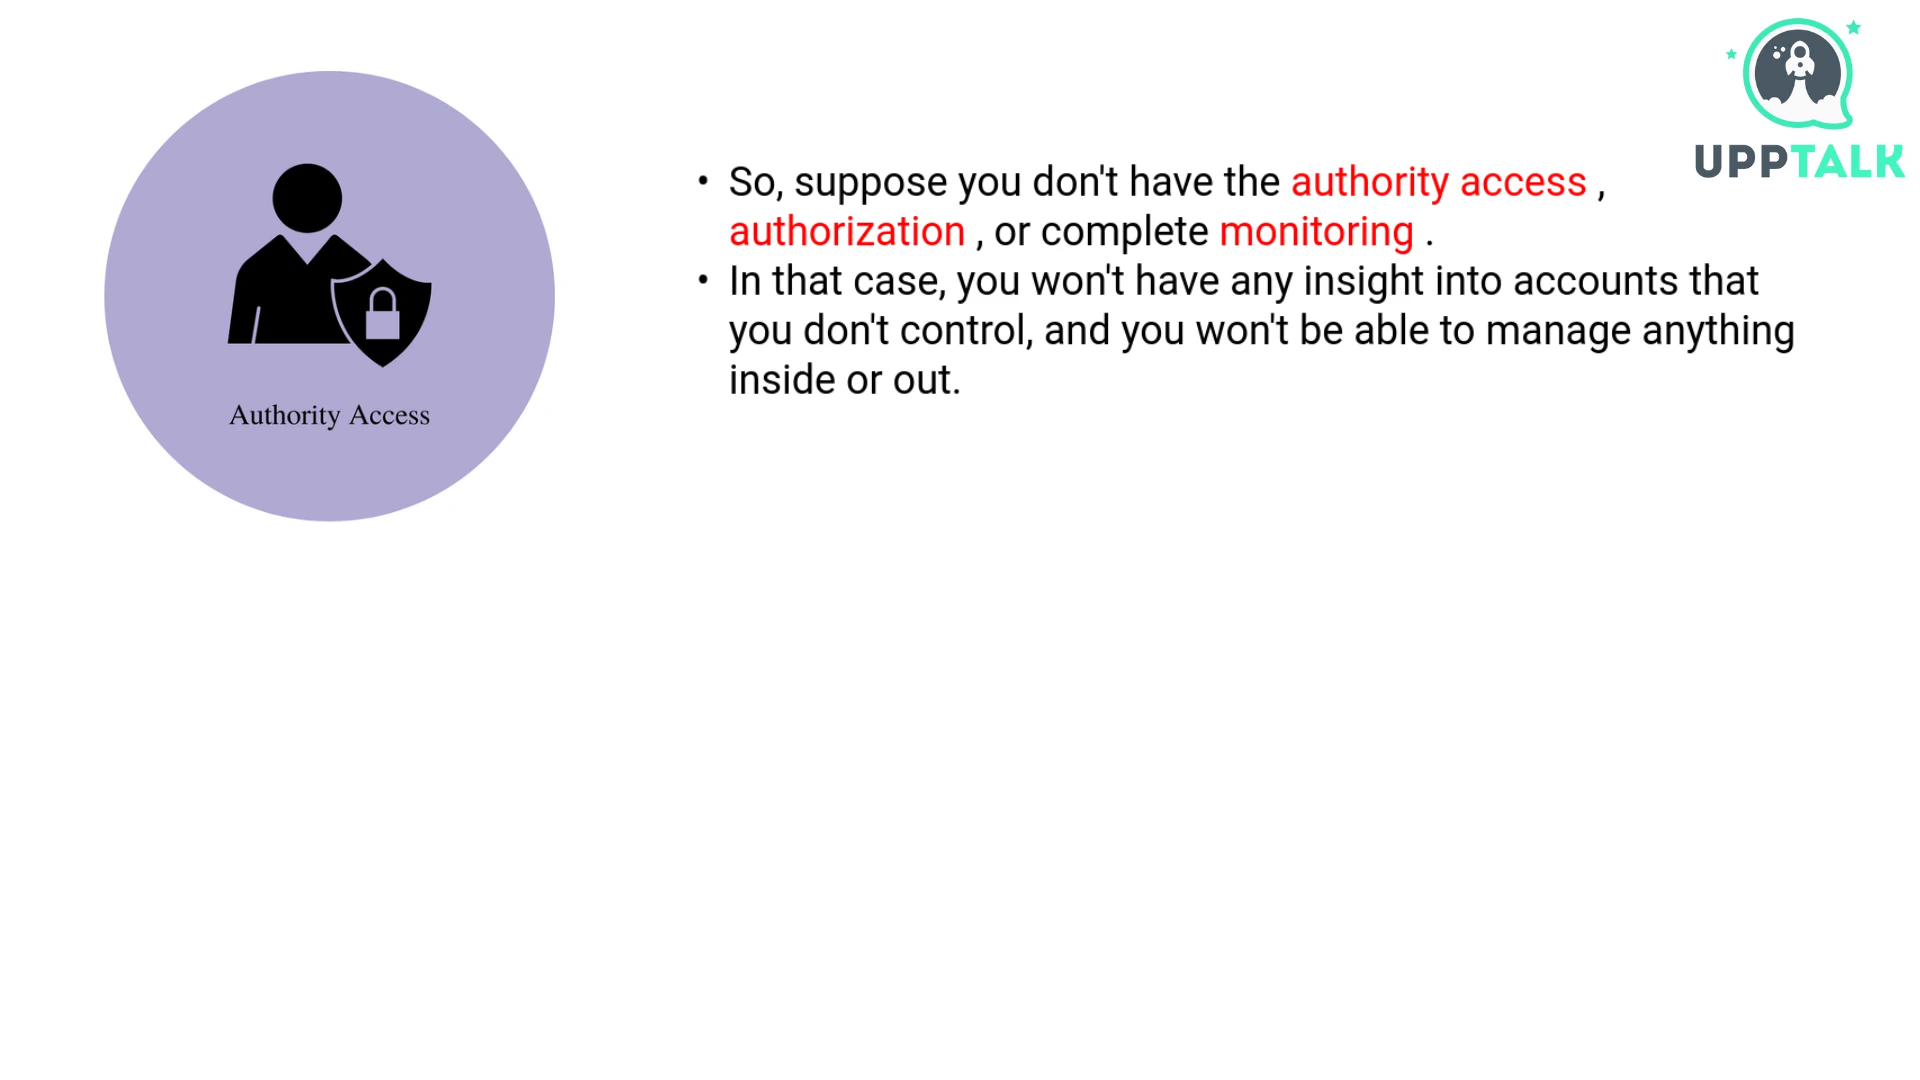 UPPTALK
• So, suppose you don't have the authority access ,
authorization , or complete monitoring .
• In that case, you won't have any insight into accounts that
you don't control, and you won't be able to manage anything
inside or out.
Authority Access